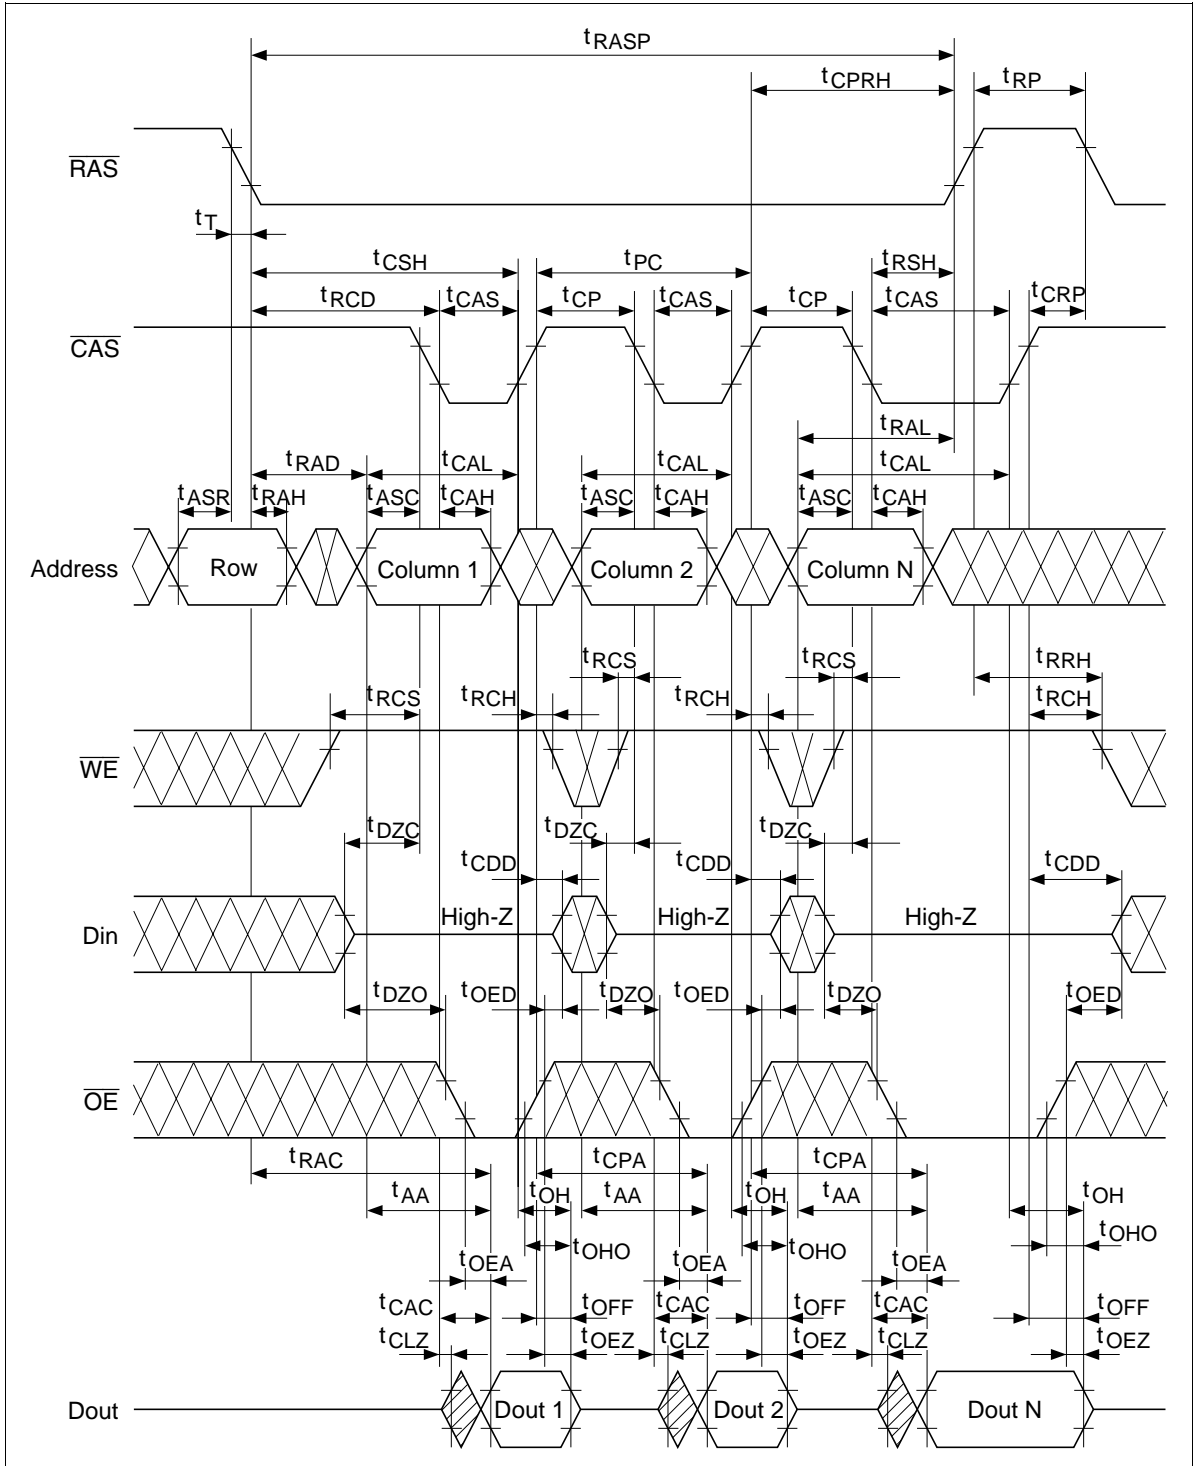 tRASP
tCPRH tRP
RAS
tT
tCSH tPC tRSH
tRCD tCAS tCP tCAS tCP tCAS tCRP
CAS
tRAL
tRAD tCAL tCAL tCAL
tASR tRAH tASC tCAH tASC tCAH tASC tCAH
Address Row Column 1 Column 2 Column N
tRCS tRCS tRRH
tRCS tRCH tRCH tRCH
WE
tDZC tDZC tDZC
tCDD tCDD tCDD
Din High-Z High-Z High-Z
tDZO tOED tDZO tOED tDZO tOED
OE
tRAC tCPA tCPA
tAA tOH tAA tOH tAA tOH
tOHO tOHO tOHO
tOEA tOEA tOEA
tCAC tOFF tCAC tOFF tCAC tOFF
tCLZ tOEZ tCLZ tOEZ tCLZ tOEZ
Dout Dout 1 Dout 2 Dout N